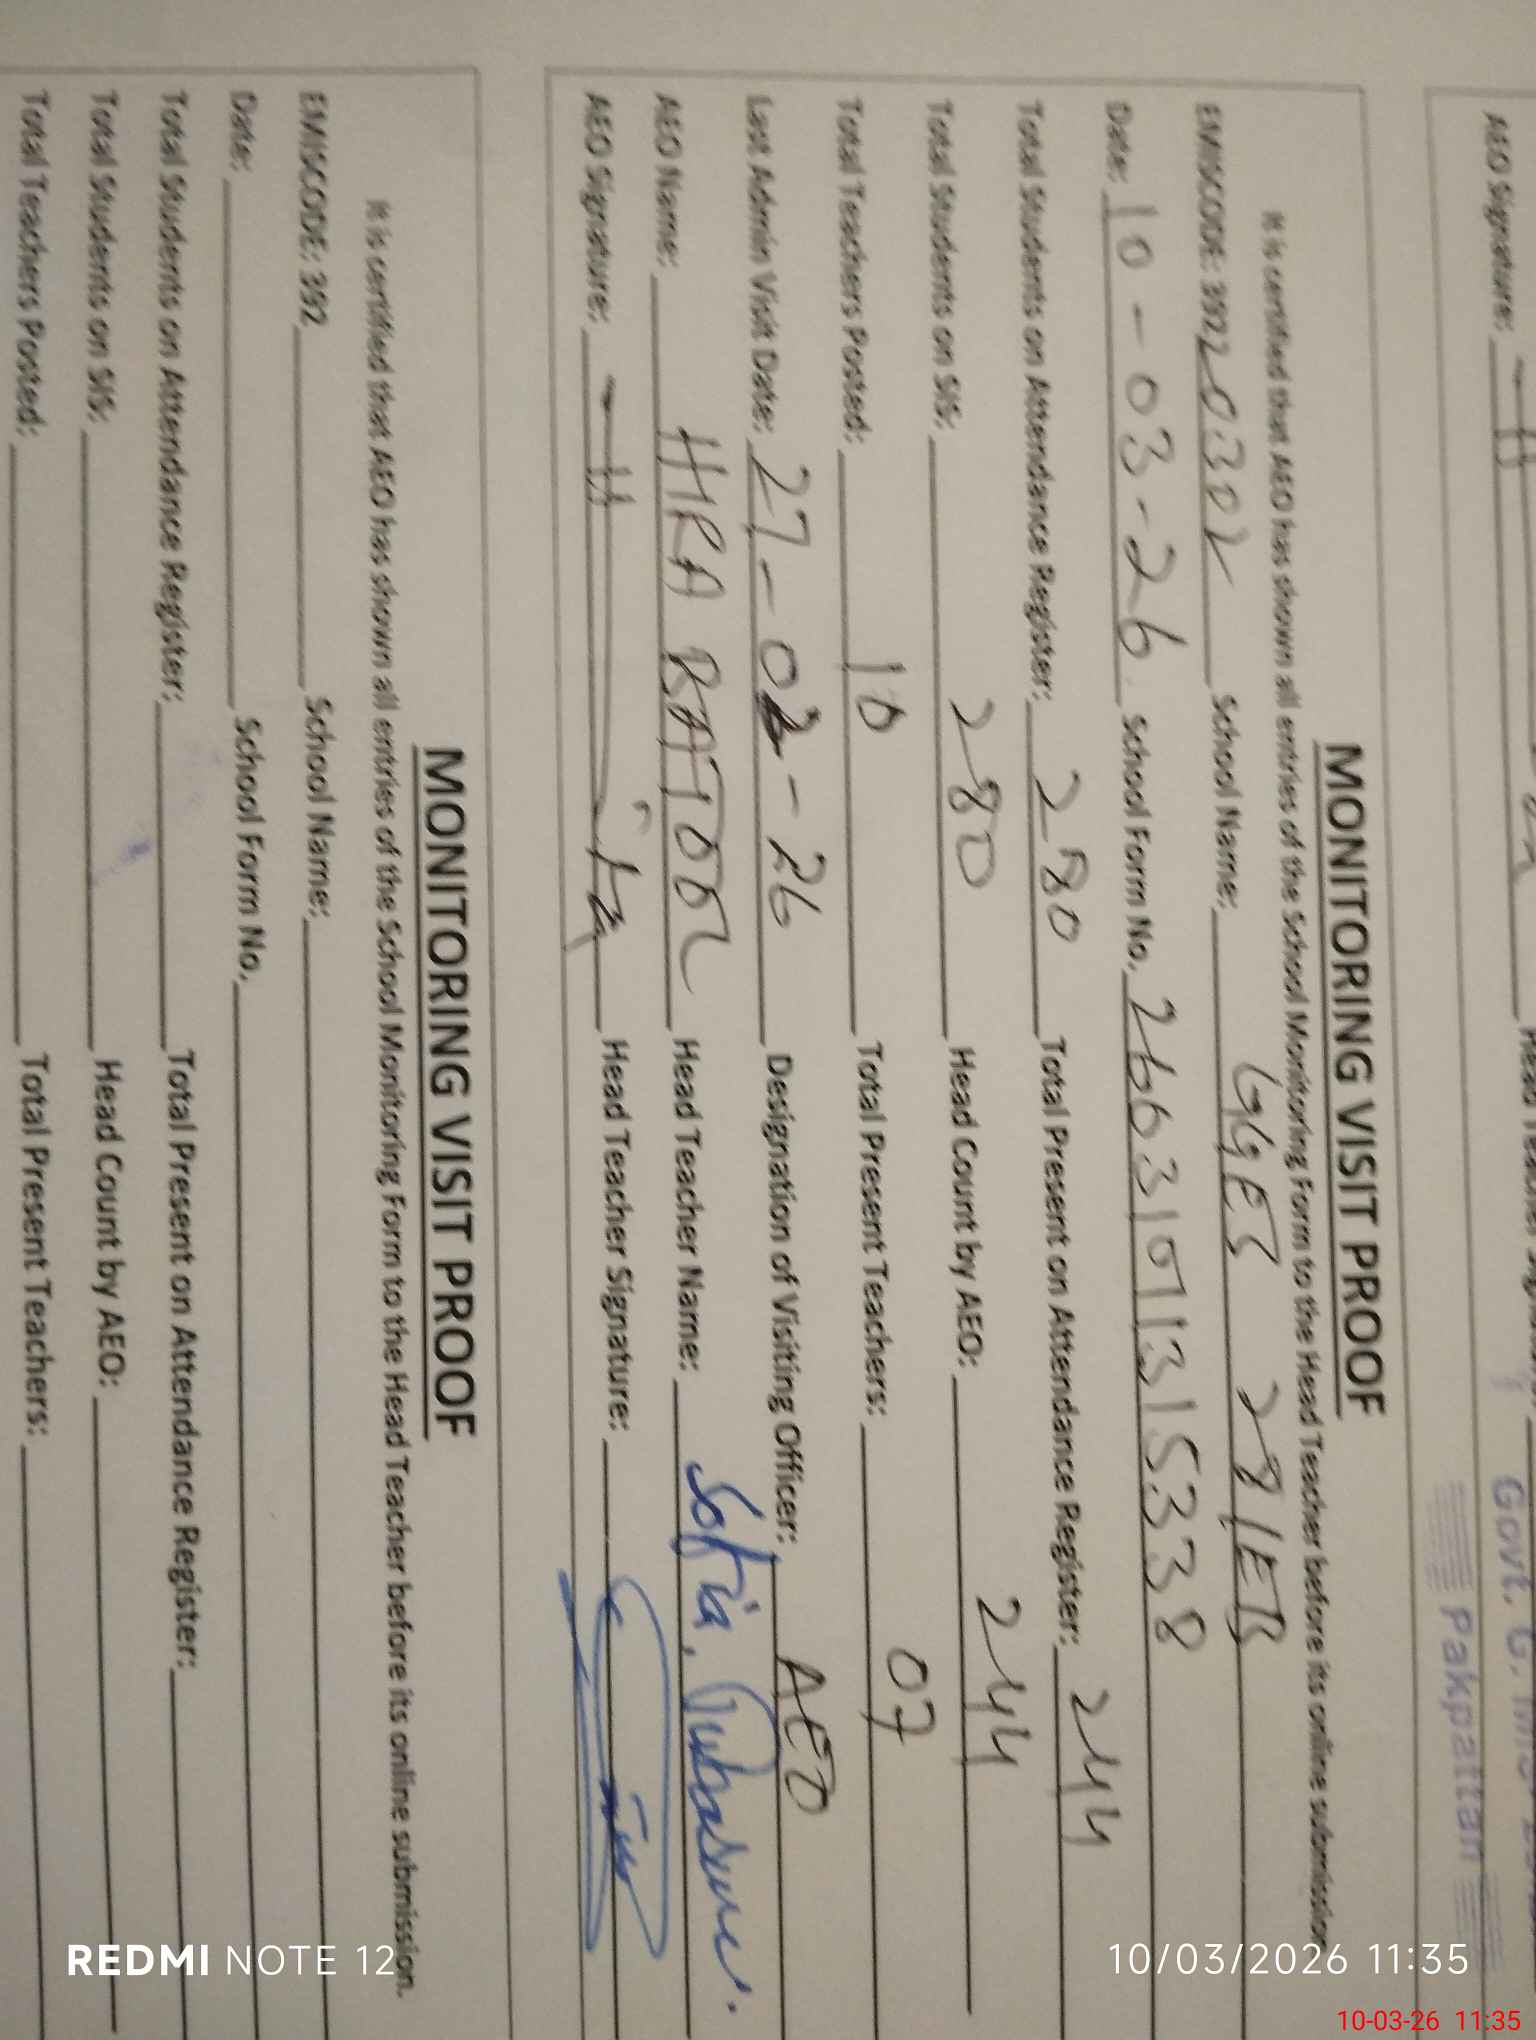 AEO Signature:
Govt. G.
Pakpattan
MONITORING VISIT PROOF
It is certified that AEO has shown all entries of the School Monitoring Form to the Head Teacher before its online submission
EMISCODE: 39220302 School Name: GGES 28/EB
Date: 10-03-26 School Form No. 26631071315338
Total Students on Attendance Register: 280 Total Present on Attendance Register: 244
Total Students on SIS: 280 Head Count by AEO: 244
Total Teachers Posted: 10 Total Present Teachers: 07
Last Admin Visit Date: 27-02-26 Designation of Visiting Officer: AEO
AEO Name: HIRA BATOOL Head Teacher Name: Sofia
AEO Signature: Head Teacher Signature:
MONITORING VISIT PROOF
It is certified that AEO has shown all entries of the School Monitoring Form to the Head Teacher before its online submission.
EMISCODE: 392 School Name:
Date: School Form No.
Total Students on Attendance Register: Total Present on Attendance Register:
Total Students on SIS: Head Count by AEO:
Total Teachers Posted: Total Present Teachers:
REDMI NOTE 12
10/03/2026 11:35
10-03-26 11:35